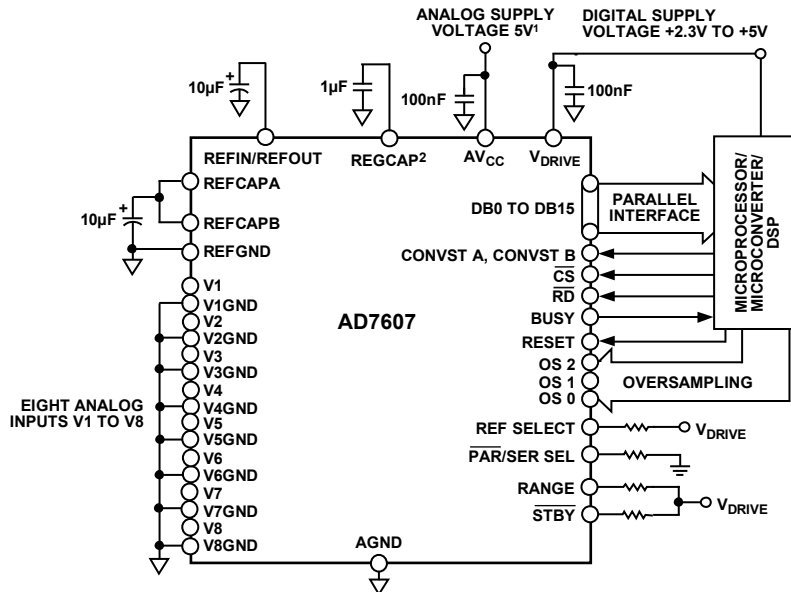 ANALOG SUPPLY
VOLTAGE 5V¹
DIGITAL SUPPLY
VOLTAGE +2.3V TO +5V
10µF
+
1µF
100nF
100nF
REFIN/REFOUT
REGCAP²
AVCC
VDRIVE
REFCAPA
10µF
+
REFCAPB
REFGND
DB0 TO DB15
PARALLEL
INTERFACE
MICROPROCESSOR/
MICROCONVERTER/
DSP
CONVST A, CONVST B
CS
RD
BUSY
RESET
OS 2
OS 1
OS 0
OVERSAMPLING
AD7607
V1
V1GND
V2
V2GND
V3
V3GND
V4
V4GND
V5
V5GND
V6
V6GND
V7
V7GND
V8
V8GND
EIGHT ANALOG
INPUTS V1 TO V8
REF SELECT
VDRIVE
PAR/SER SEL
RANGE
STBY
VDRIVE
AGND